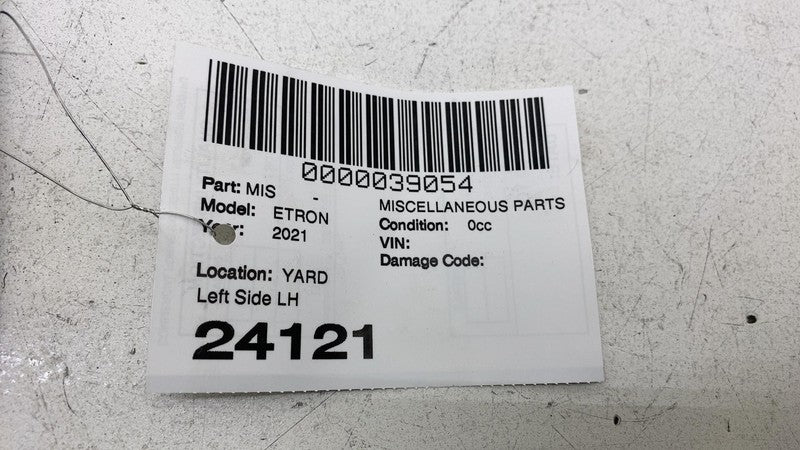 0000039054
Part: MIS -
MISCELLANEOUS PARTS
Model: ETRON
Condition: 0cc
Year: 2021
VIN:
Damage Code:
Location: YARD
Left Side LH
24121